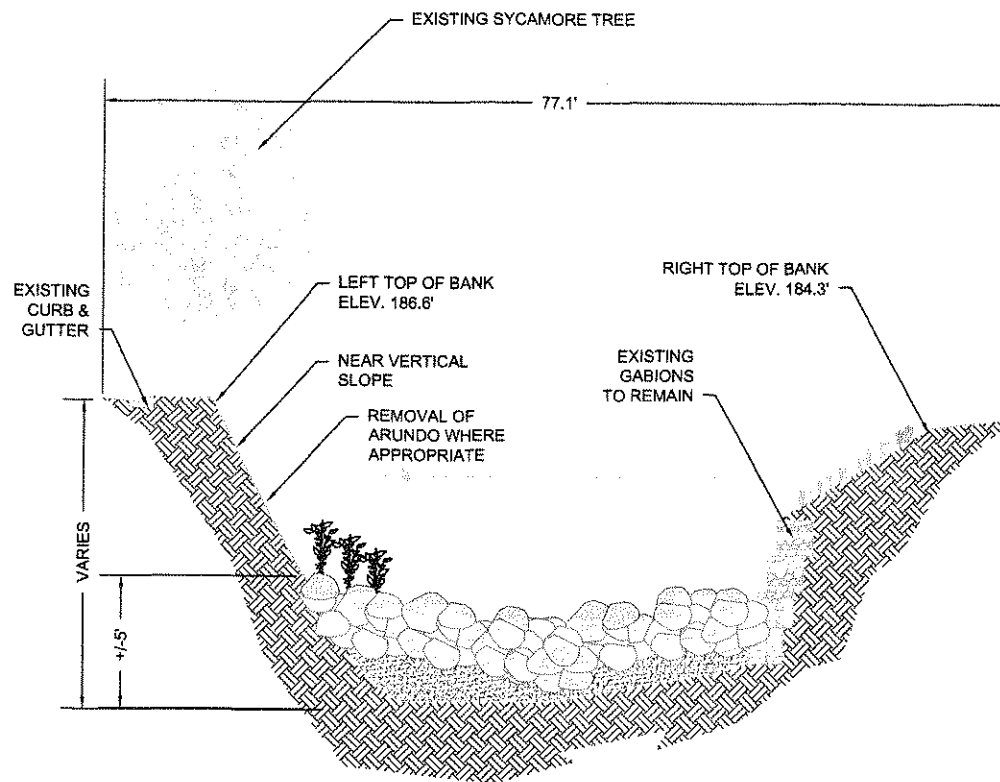 EXISTING SYCAMORE TREE
77.1'
LEFT TOP OF BANK
ELEV. 186.6'
RIGHT TOP OF BANK
ELEV. 184.3'
EXISTING
CURB &
GUTTER
NEAR VERTICAL
SLOPE
EXISTING
GABIONS
TO REMAIN
REMOVAL OF
ARUNDO WHERE
APPROPRIATE
VARIES
+/-5'